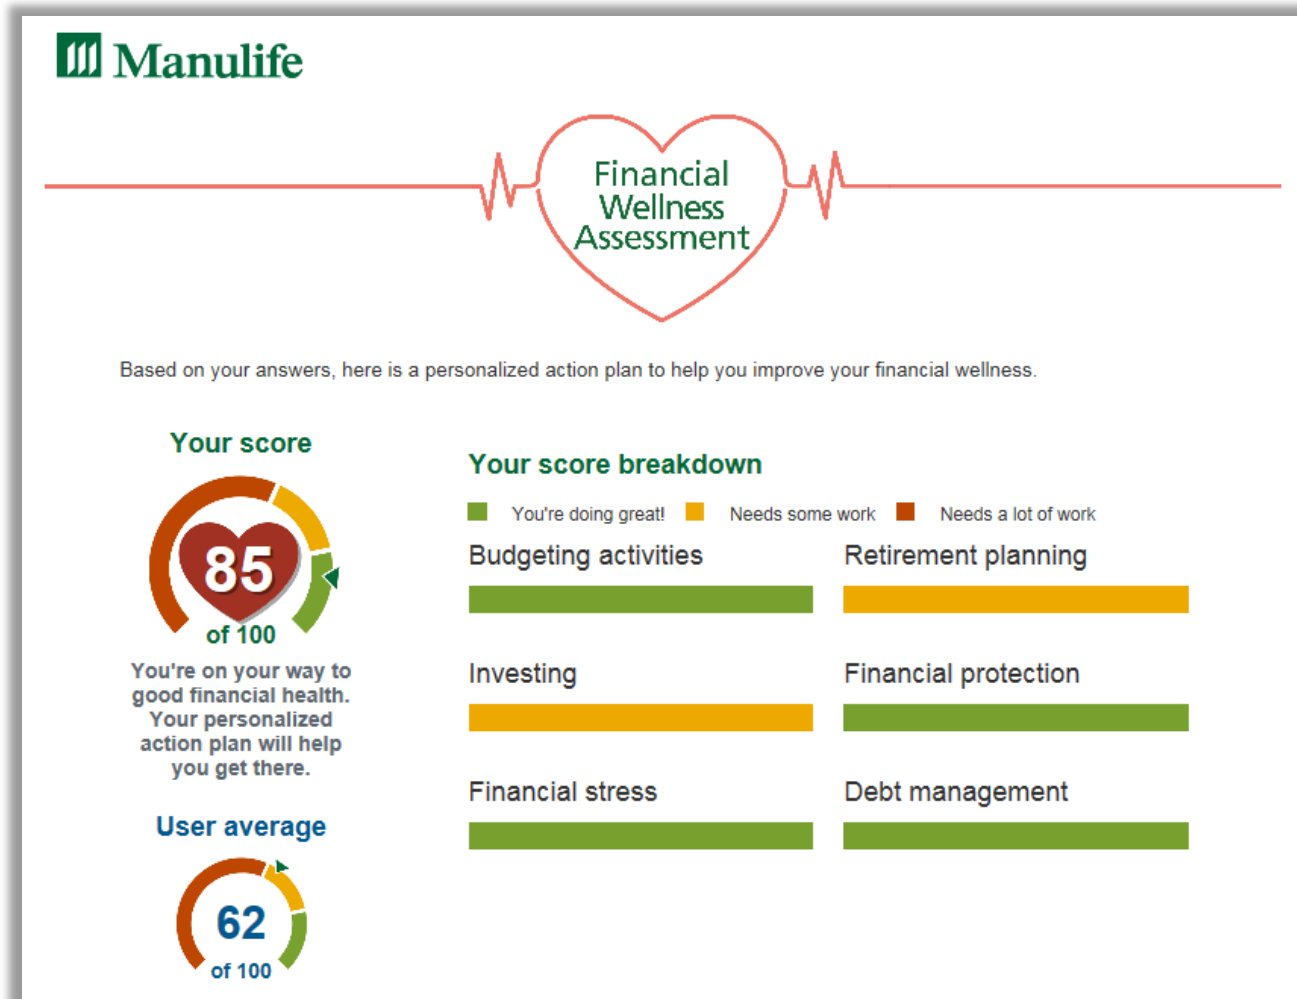 Manulife
Financial
Wellness
Assessment
Based on your answers, here is a personalized action plan to help you improve your financial wellness.
Your score
85
of 100
You're on your way to
good financial health.
Your personalized
action plan will help
you get there.
User average
62
of 100
Your score breakdown
You're doing great! Needs some work Needs a lot of work
Budgeting activities Retirement planning
Investing Financial protection
Financial stress Debt management